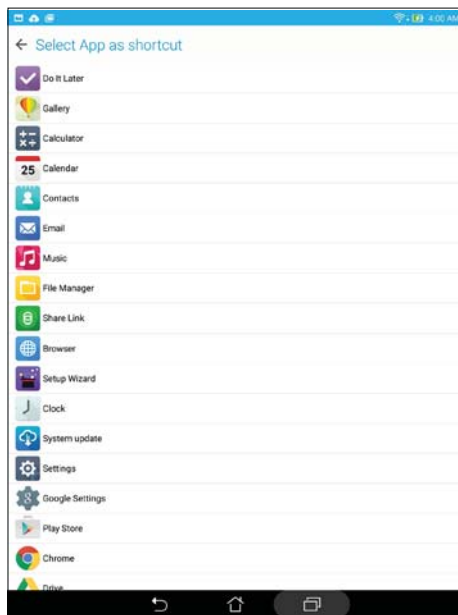 4:00 AM
Select App as shortcut
Do It Later
Gallery
Calculator
25 Calendar
Contacts
Email
Music
File Manager
Share Link
Browser
Setup Wizard
Clock
System update
Settings
8 Google Settings
Play Store
Chrome
Drive